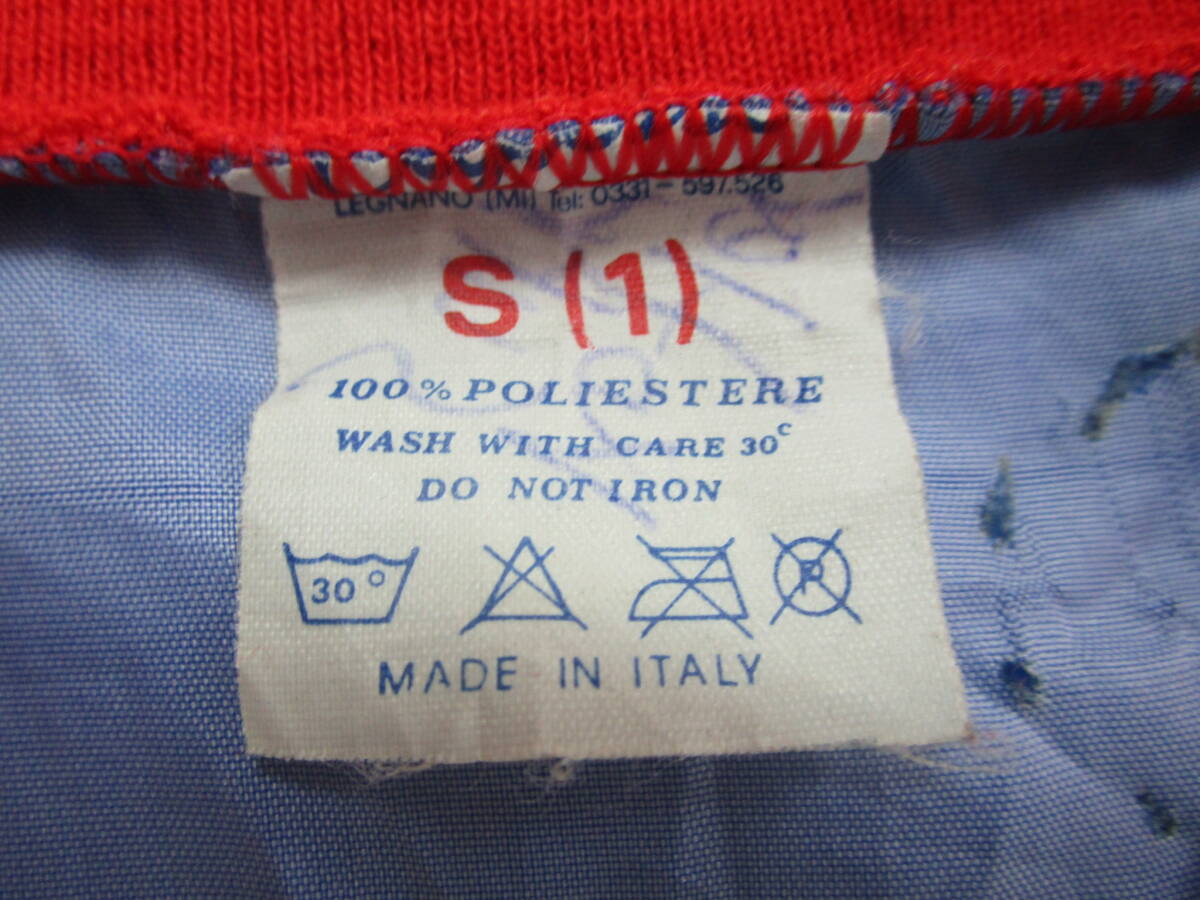 LEGNANO (MI) Tel: 0331-597.526
S (1)
100% POLIESTERE
WASH WITH CARE 30°
DO NOT IRON
30°
P
MADE IN ITALY